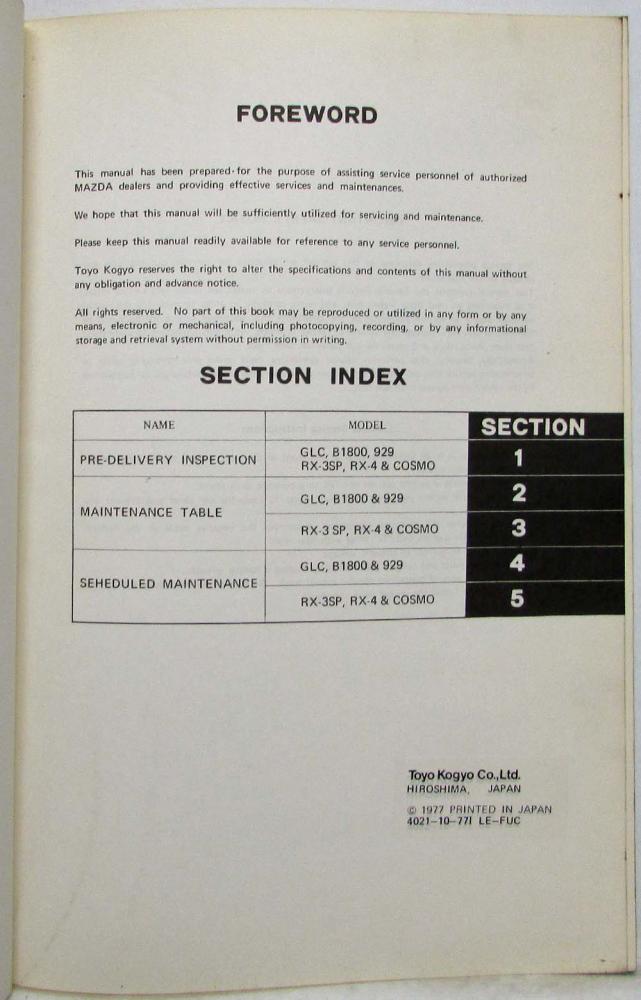 FOREWORD
This manual has been prepared for the purpose of assisting service personnel of authorized
MAZDA dealers and providing effective services and maintenances.
We hope that this manual will be sufficiently utilized for servicing and maintenance.
Please keep this manual readily available for reference to any service personnel.
Toyo Kogyo reserves the right to alter the specifications and contents of this manual without
any obligation and advance notice.
All rights reserved. No part of this book may be reproduced or utilized in any form or by any
means, electronic or mechanical, including photocopying, recording, or by any informational
storage and retrieval system without permission in writing.
SECTION INDEX
NAME MODEL SECTION
PRE-DELIVERY INSPECTION GLC, B1800, 929
RX-3SP, RX-4 & COSMO 1
MAINTENANCE TABLE GLC, B1800 & 929 2
RX-3 SP, RX-4 & COSMO 3
SEHEDULED MAINTENANCE GLC, B1800 & 929 4
RX-3SP, RX-4 & COSMO 5
Toyo Kogyo Co.,Ltd.
HIROSHIMA, JAPAN
© 1977 PRINTED IN JAPAN
4021-10-77I LE-FUC